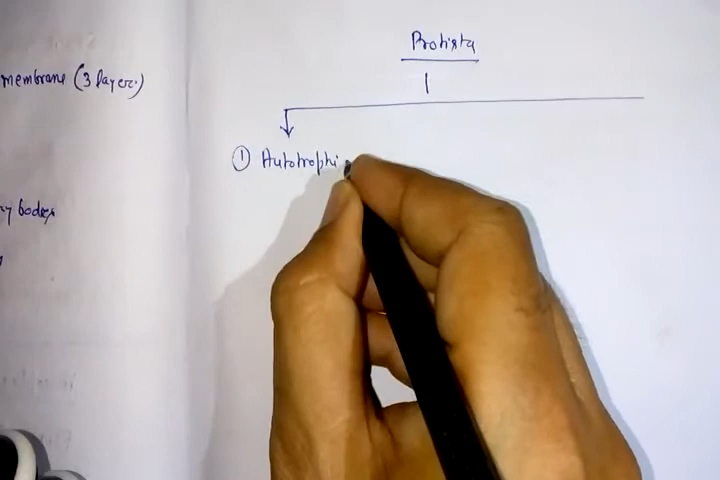 membrane (3 layer.)
Protista
① Autotrophi
y bodies